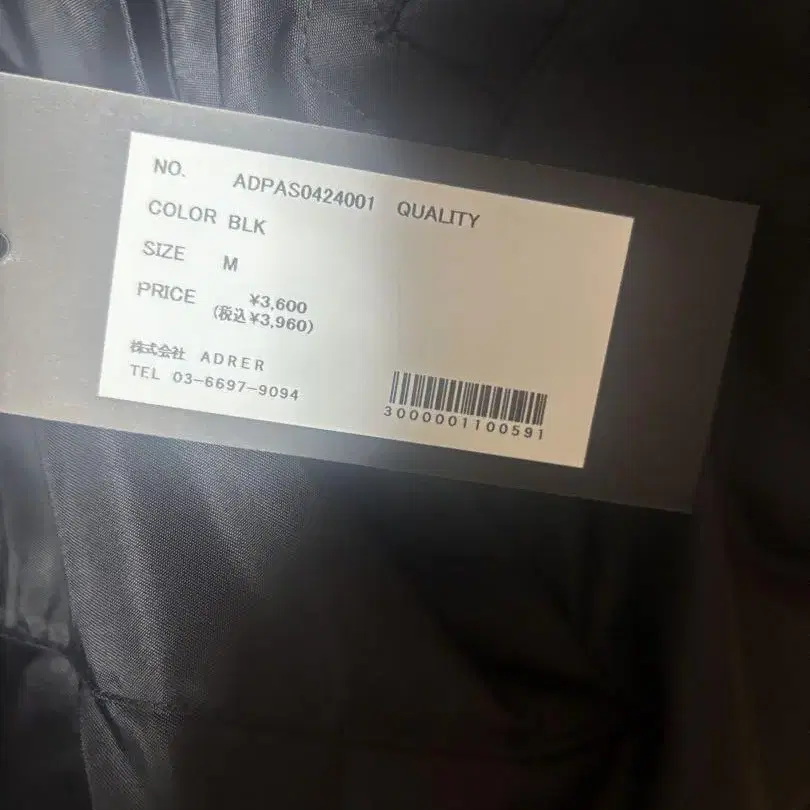 NO. ADPAS0424001 QUALITY
COLOR BLK
SIZE M
PRICE ¥3,600
(税込¥3,960)
株式会社 ADRER
TEL 03-6697-9094
3000001100591